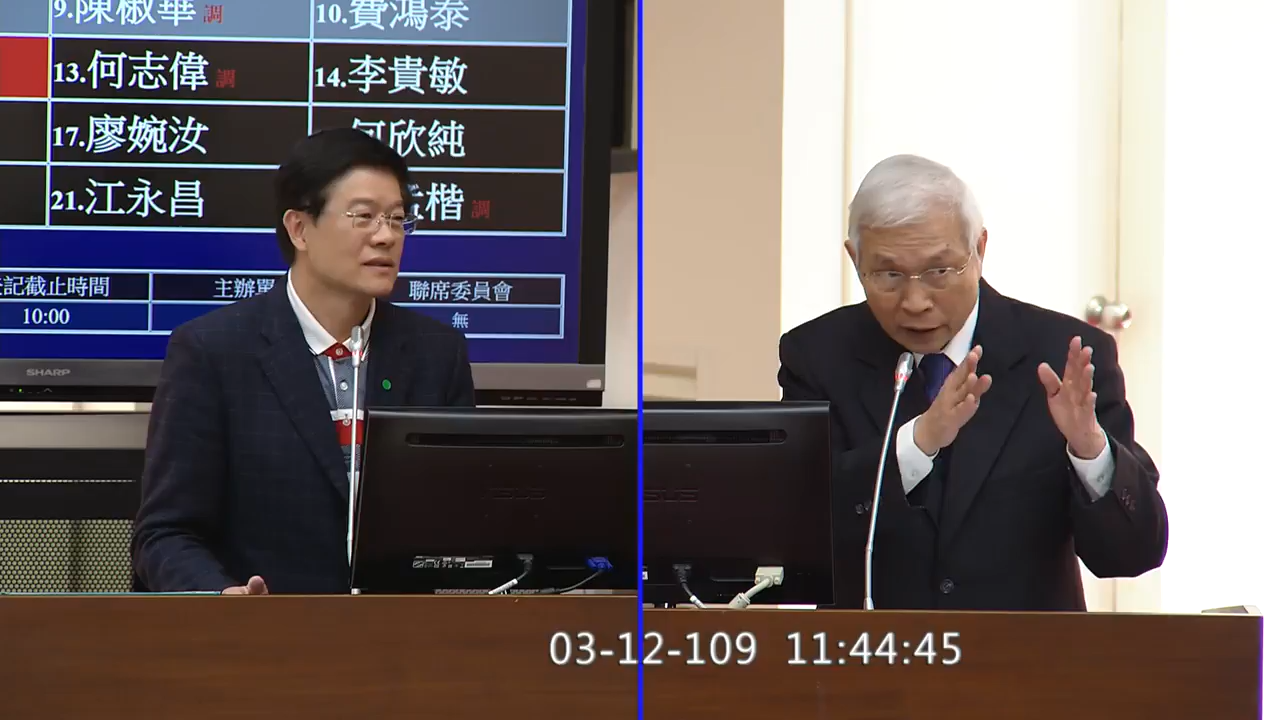 9.陳椒華 調 10.費鴻泰
13.何志偉 調 14.李貴敏
17.廖婉汝 何欣純
21.江永昌 楷 調
記截止時間 主辦單 聯席委員會
10:00 無
SHARP
03-12-109 11:44:45